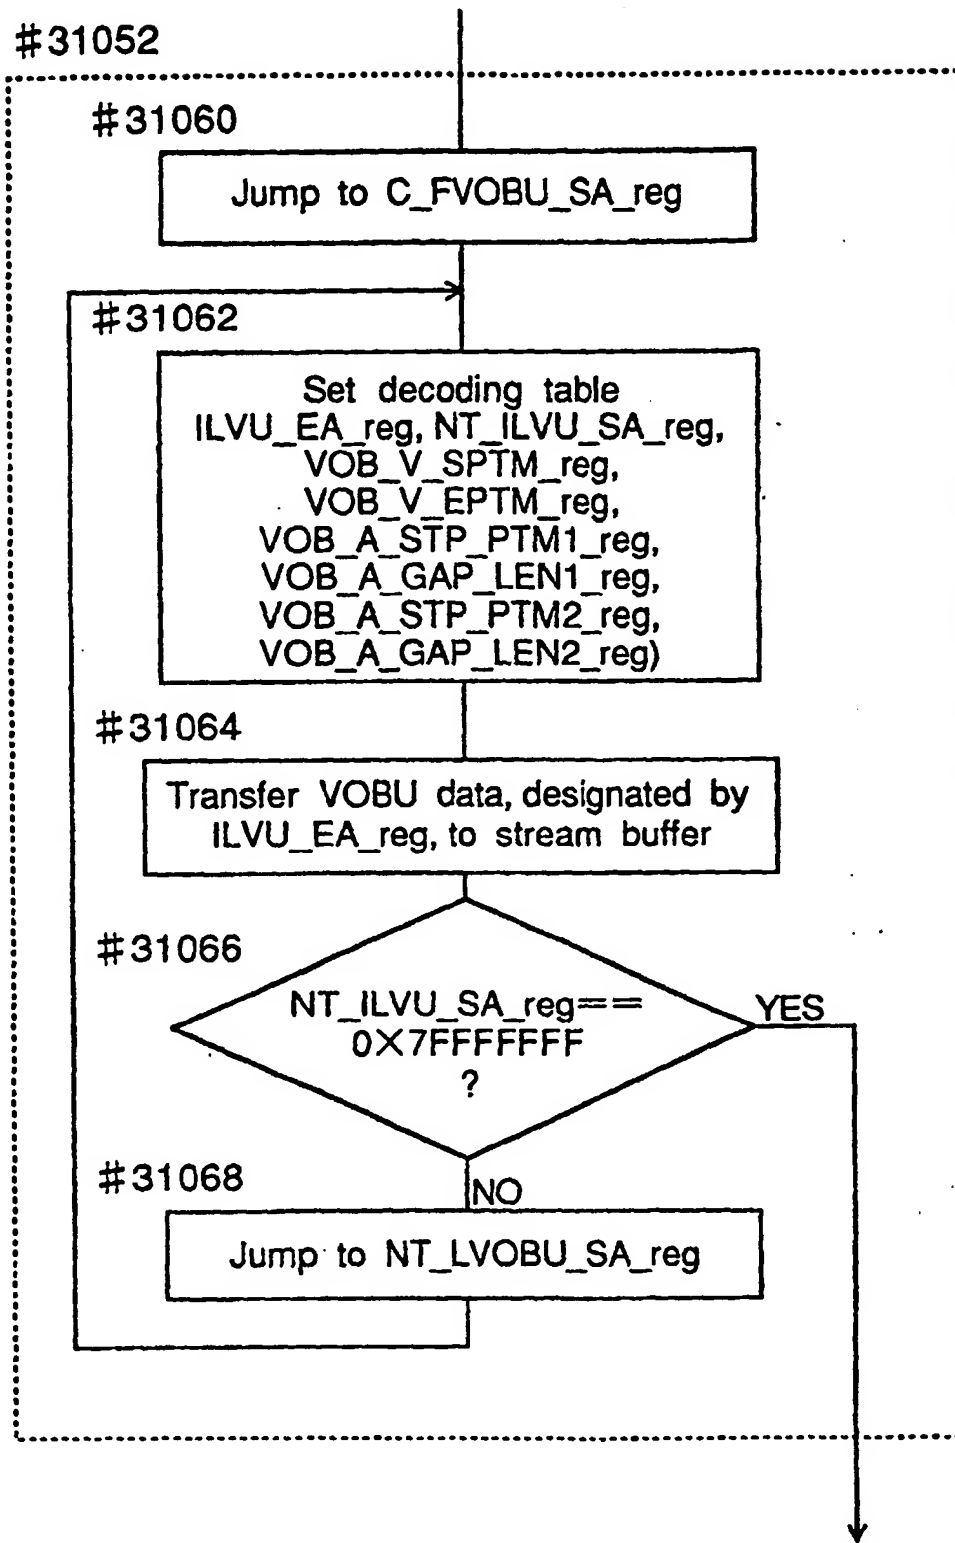 #31052
#31060
Jump to C_FVOBU_SA_reg
#31062
Set decoding table
ILVU_EA_reg, NT_ILVU_SA_reg,
VOB_V_SPTM_reg,
VOB_V_EPTM_reg,
VOB_A_STP_PTM1_reg,
VOB_A_GAP_LEN1_reg,
VOB_A_STP_PTM2_reg,
VOB_A_GAP_LEN2_reg)
#31064
Transfer VOBU data, designated by
ILVU_EA_reg, to stream buffer
#31066
NT_ILVU_SA_reg==
0X7FFFFFFF
?
YES
#31068
NO
Jump to NT_LVOBU_SA_reg